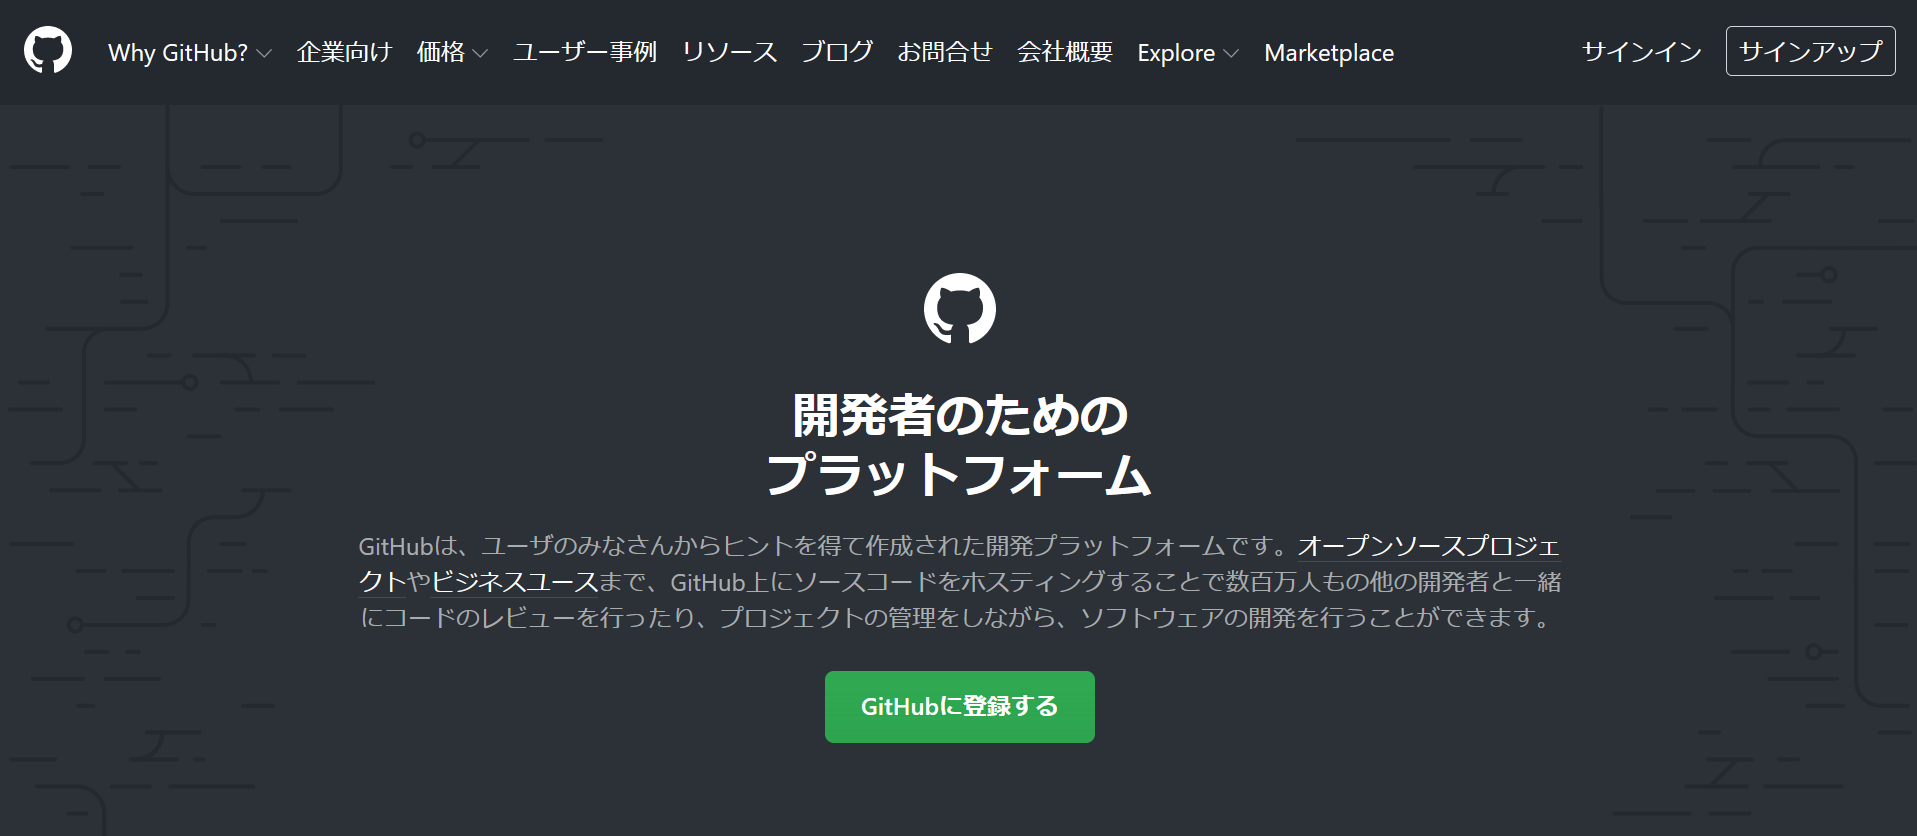 Why GitHub? 企業向け 価格 ユーザー事例 リソース ブログ お問合せ 会社概要 Explore Marketplace サインイン サインアップ
開発者のための
プラットフォーム
GitHubは、ユーザのみなさんからヒントを得て作成された開発プラットフォームです。オープンソースプロジェ
クトやビジネスユースまで、GitHub上にソースコードをホスティングすることで数百万人もの他の開発者と一緒
にコードのレビューを行ったり、プロジェクトの管理をしながら、ソフトウェアの開発を行うことができます。
GitHubに登録する